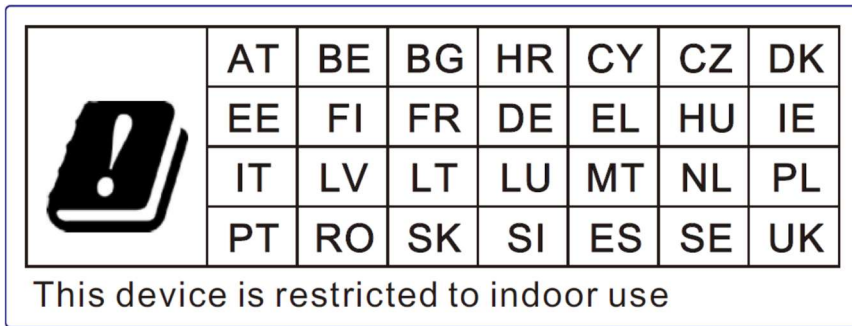 AT BE BG HR CY CZ DK
EE FI FR DE EL HU IE
IT LV LT LU MT NL PL
PT RO SK SI ES SE UK
This device is restricted to indoor use